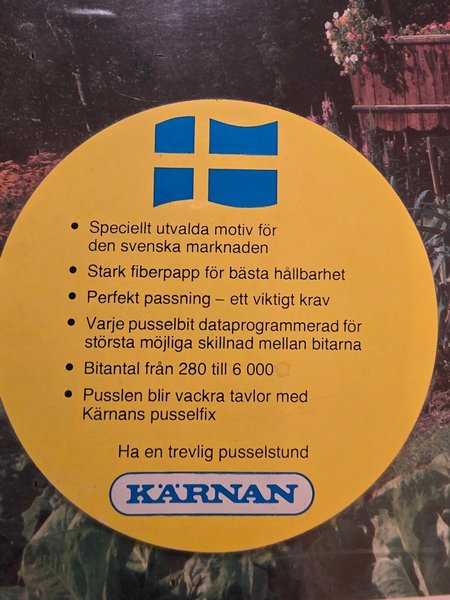 • Speciellt utvalda motiv för
den svenska marknaden
• Stark fiberpapp för bästa hållbarhet
• Perfekt passning – ett viktigt krav
• Varje pusselbit dataprogrammerad för
största möjliga skillnad mellan bitarna
• Bitantal från 280 till 6 000
• Pusslen blir vackra tavlor med
Kärnans pusselfix
Ha en trevlig pusselstund
KÄRNAN